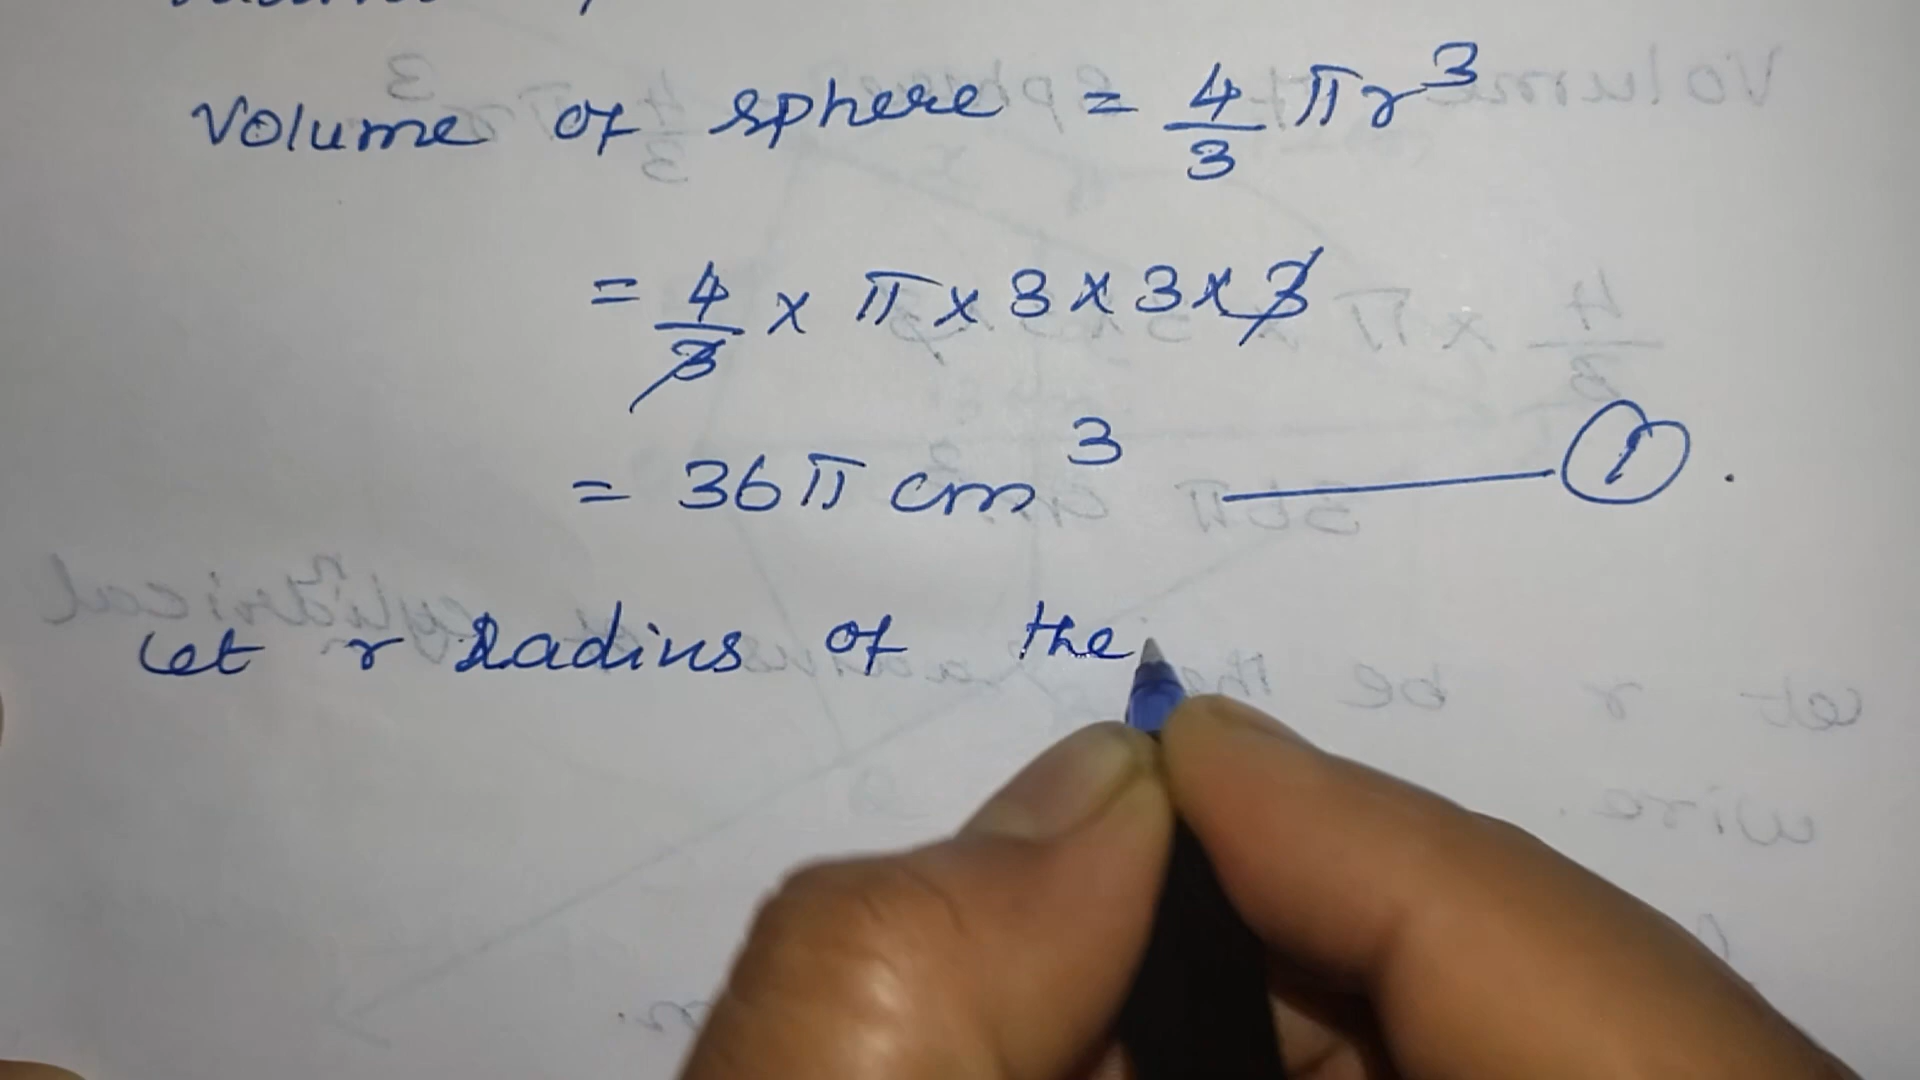 Volume of sphere = 4/3 πr³
= 4/3 × π × 3 × 3 × 3
= 36π cm³ —— ①.
Let r Radius of the